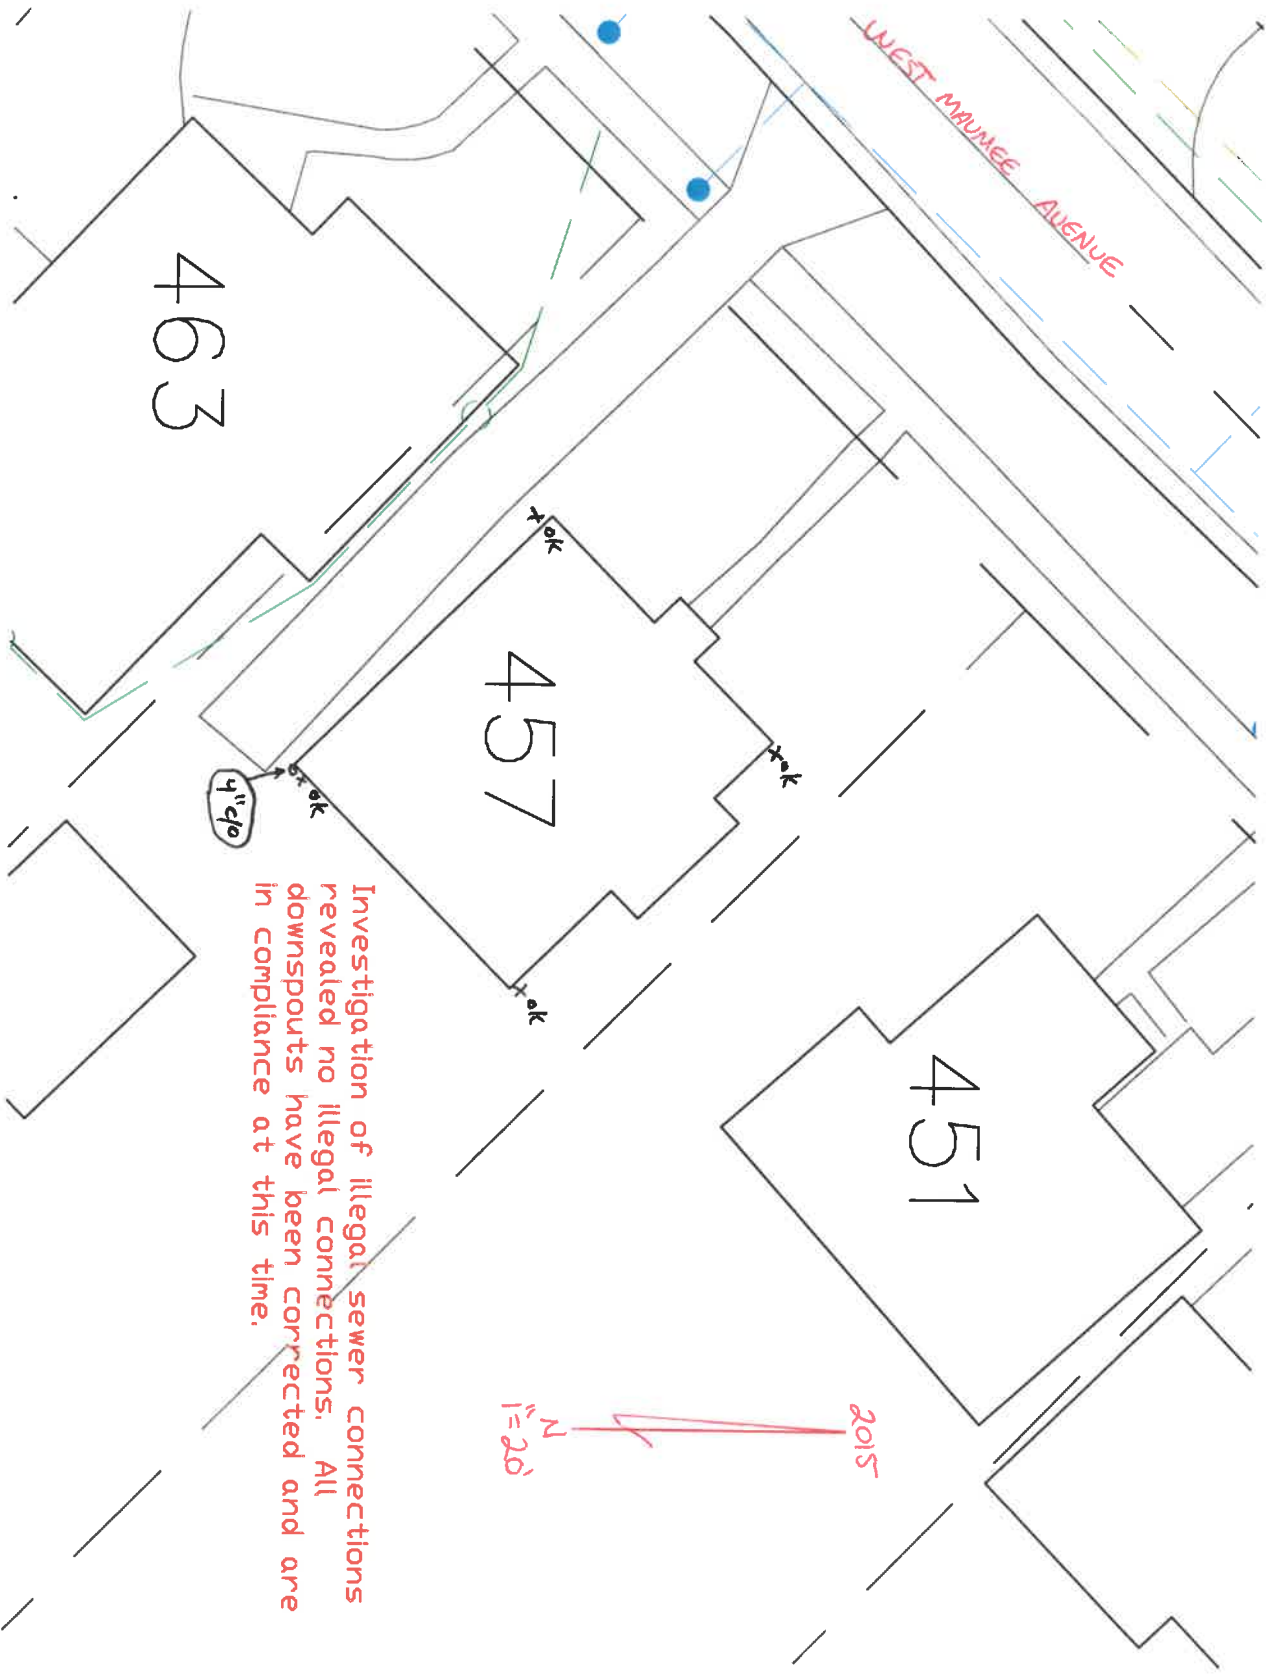 WEST MAUMEE AVENUE
463
457
451
x ok
x ok
x ok
x ok
4" c/o
2015
N
1"=20'
Investigation of illegal sewer connections
revealed no illegal connections. All
downspouts have been corrected and are
in compliance at this time.